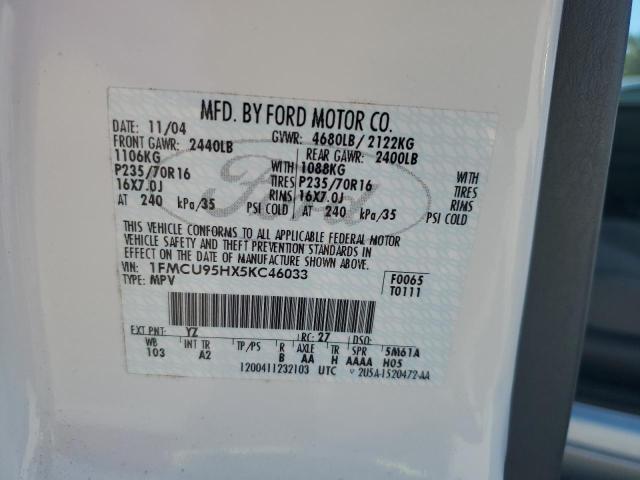 MFD. BY FORD MOTOR CO.
DATE: 11/04 GVWR: 4680LB/ 2122KG
FRONT GAWR: 2440LB REAR GAWR: 2400LB
1106KG WITH 1088KG WITH
P235/70R16 TIRES P235/70R16 TIRES
16X7.0J RIMS 16X7.0J RIMS
AT 240 kPa/35 PSI COLD AT 240 kPa/35 PSI COLD
THIS VEHICLE CONFORMS TO ALL APPLICABLE FEDERAL MOTOR
VEHICLE SAFETY AND THEFT PREVENTION STANDARDS IN
EFFECT ON THE DATE OF MANUFACTURE SHOWN ABOVE.
VIN: 1FMCU95HX5KC46033 F0065
TYPE: MPV T0111
EXT PNT: YZ RC: 27 DSO:
WB INT TR TP/PS R AXLE TR SPR 5M61A
103 A2 B AA H AAAA H05
1200411232103 UTC 2U5A-1520472-AA
Ford